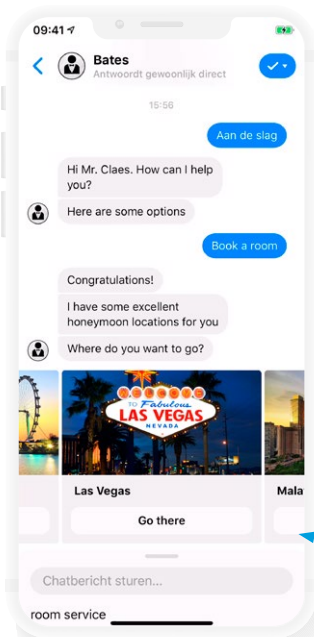 09:41
Bates
Antwoordt gewoonlijk direct
15:56
Aan de slag
Hi Mr. Claes. How can I help
you?
Here are some options
Book a room
Congratulations!
I have some excellent
honeymoon locations for you
Where do you want to go?
WELCOME
TO Fabulous
LAS VEGAS
NEVADA
Las Vegas
Mala
Go there
Chatbericht sturen...
room service